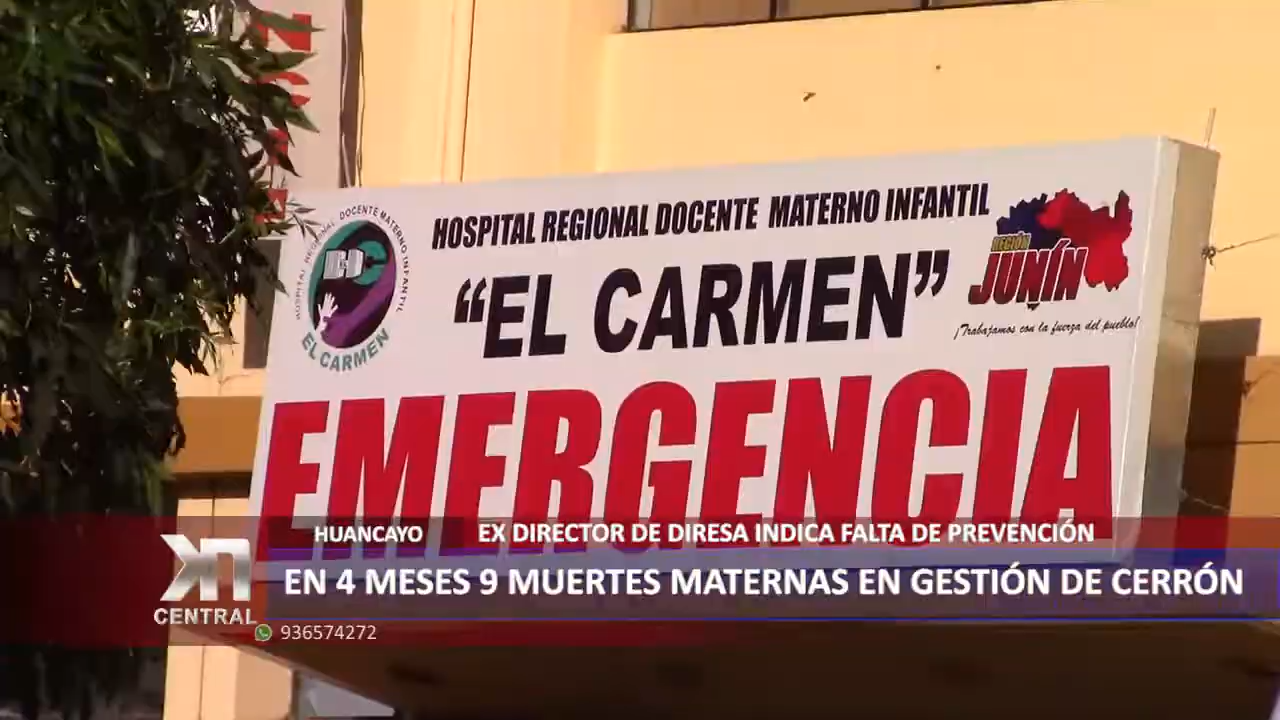 HOSPITAL REGIONAL DOCENTE MATERNO INFANTIL
"EL CARMEN"
HOSPITAL REGIONAL DOCENTE MATERNO INFANTIL
EL CARMEN
REGIÓN
JUNÍN
¡Trabajamos con la fuerza del pueblo!
EMERGENCIA
HUANCAYO
EX DIRECTOR DE DIRESA INDICA FALTA DE PREVENCIÓN
EN 4 MESES 9 MUERTES MATERNAS EN GESTIÓN DE CERRÓN
CENTRAL
936574272